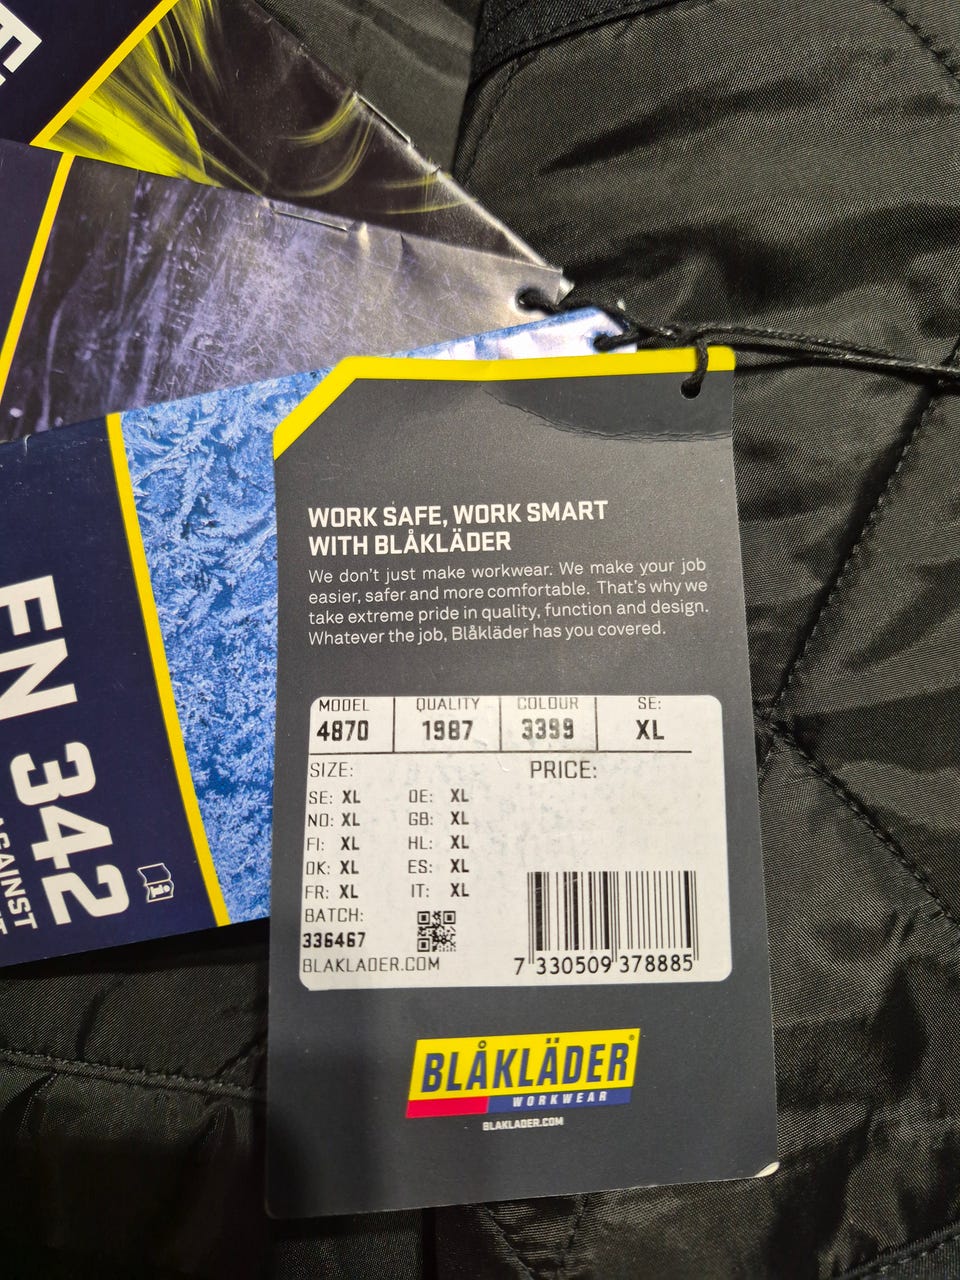 EN 342
WORK SAFE, WORK SMART
WITH BLÅKLÄDER
We don't just make workwear. We make your job
easier, safer and more comfortable. That's why we
take extreme pride in quality, function and design.
Whatever the job, Blåkläder has you covered.
MODEL QUALITY COLOUR SE:
4870 1987 3399 XL
SIZE: PRICE:
SE: XL DE: XL
NO: XL GB: XL
FI: XL HL: XL
DK: XL ES: XL
FR: XL IT: XL
BATCH:
336467
BLAKLADER.COM
7 330509 378885
BLÅKLÄDER®
WORKWEAR
BLAKLADER.COM